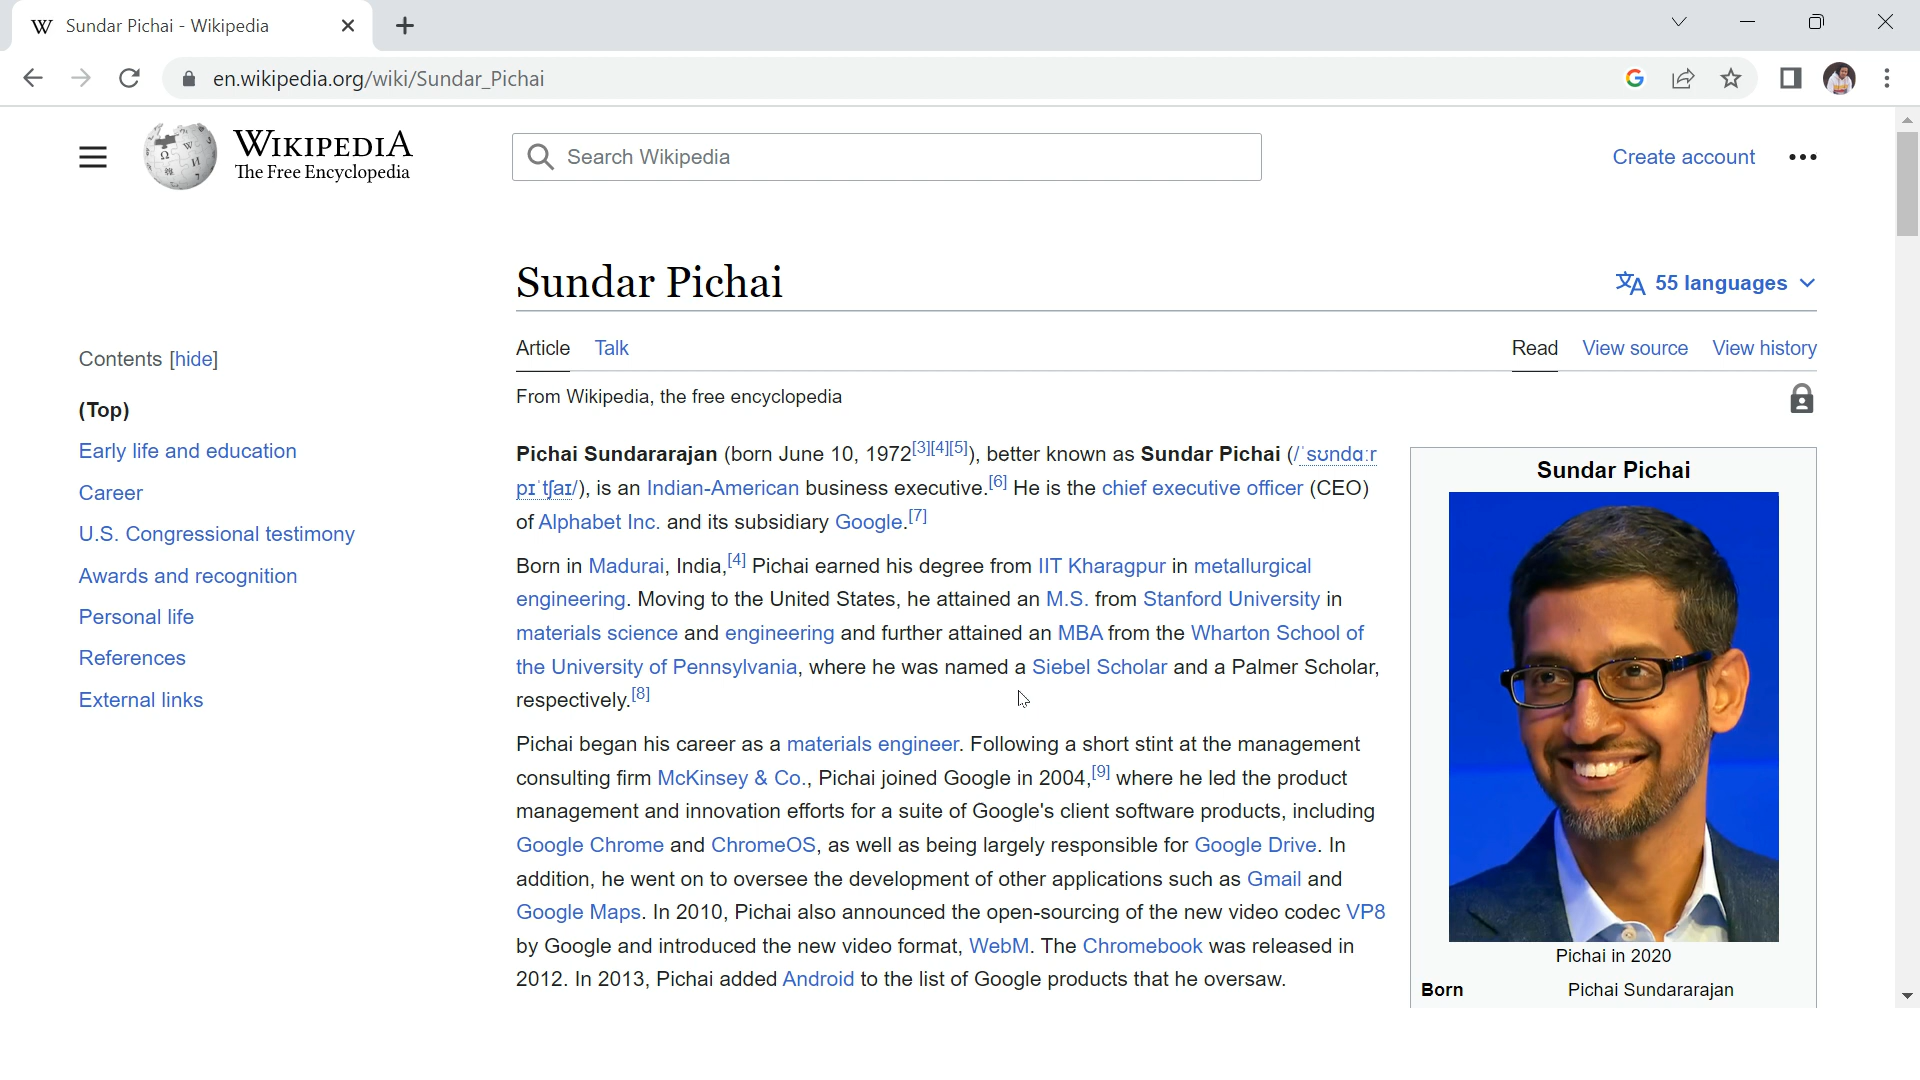 Sundar Pichai - Wikipedia
en.wikipedia.org/wiki/Sundar_Pichai
WIKIPEDIA
The Free Encyclopedia
Search Wikipedia
Create account
Sundar Pichai
55 languages
Article Talk
Read View source View history
From Wikipedia, the free encyclopedia
Contents [hide]
(Top)
Early life and education
Career
U.S. Congressional testimony
Awards and recognition
Personal life
References
External links
Pichai Sundararajan (born June 10, 1972[3][4][5]), better known as Sundar Pichai (/ˈsʊndɑːr
pɪˈtʃaɪ/), is an Indian-American business executive.[6] He is the chief executive officer (CEO)
of Alphabet Inc. and its subsidiary Google.[7]
Born in Madurai, India,[4] Pichai earned his degree from IIT Kharagpur in metallurgical
engineering. Moving to the United States, he attained an M.S. from Stanford University in
materials science and engineering and further attained an MBA from the Wharton School of
the University of Pennsylvania, where he was named a Siebel Scholar and a Palmer Scholar,
respectively.[8]
Pichai began his career as a materials engineer. Following a short stint at the management
consulting firm McKinsey & Co., Pichai joined Google in 2004,[9] where he led the product
management and innovation efforts for a suite of Google's client software products, including
Google Chrome and ChromeOS, as well as being largely responsible for Google Drive. In
addition, he went on to oversee the development of other applications such as Gmail and
Google Maps. In 2010, Pichai also announced the open-sourcing of the new video codec VP8
by Google and introduced the new video format, WebM. The Chromebook was released in
2012. In 2013, Pichai added Android to the list of Google products that he oversaw.
Sundar Pichai
Pichai in 2020
Born Pichai Sundararajan